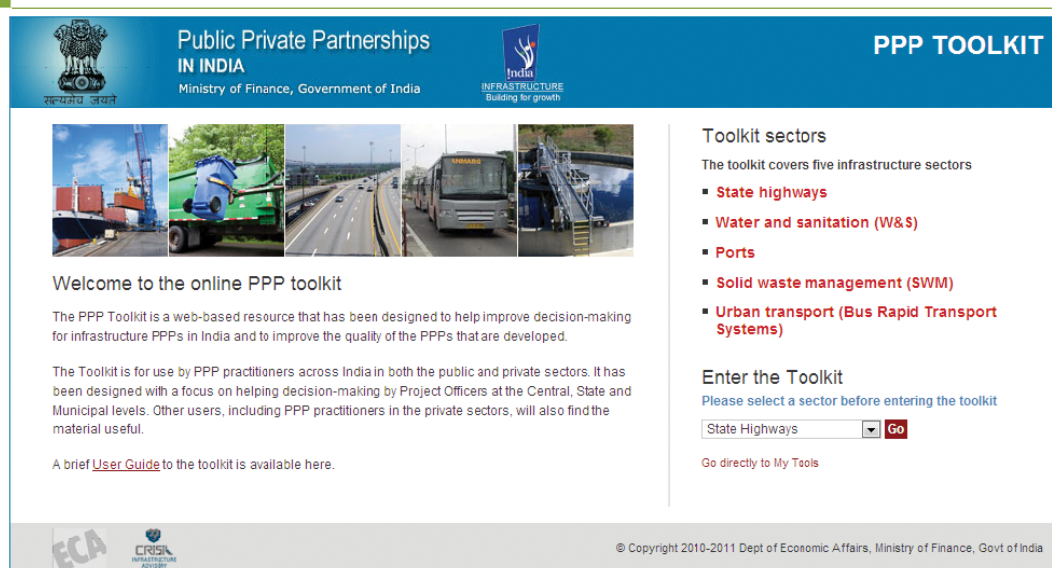 Public Private Partnerships
IN INDIA
Ministry of Finance, Government of India
सत्यमेव जयते
India
INFRASTRUCTURE
Building for growth
PPP TOOLKIT
Welcome to the online PPP toolkit
The PPP Toolkit is a web-based resource that has been designed to help improve decision-making
for infrastructure PPPs in India and to improve the quality of the PPPs that are developed.
The Toolkit is for use by PPP practitioners across India in both the public and private sectors. It has
been designed with a focus on helping decision-making by Project Officers at the Central, State and
Municipal levels. Other users, including PPP practitioners in the private sectors, will also find the
material useful.
A brief User Guide to the toolkit is available here.
Toolkit sectors
The toolkit covers five infrastructure sectors
▪ State highways
▪ Water and sanitation (W&S)
▪ Ports
▪ Solid waste management (SWM)
▪ Urban transport (Bus Rapid Transport
Systems)
Enter the Toolkit
Please select a sector before entering the toolkit
State Highways
Go
Go directly to My Tools
ECA
CRISIL
INFRASTRUCTURE
ADVISORY
© Copyright 2010-2011 Dept of Economic Affairs, Ministry of Finance, Govt of India